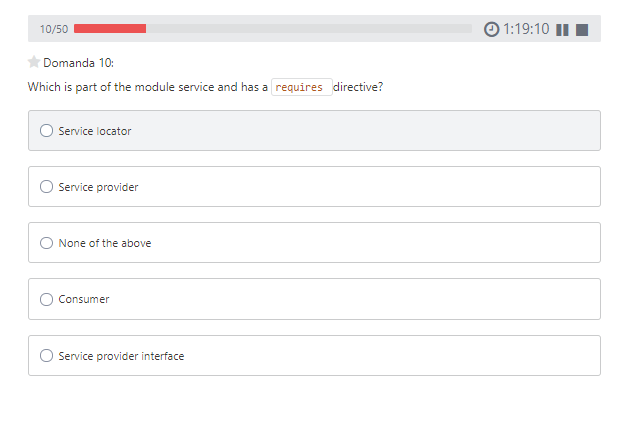 10/50 1:19:10
Domanda 10:
Which is part of the module service and has a requires directive?
Service locator
Service provider
None of the above
Consumer
Service provider interface